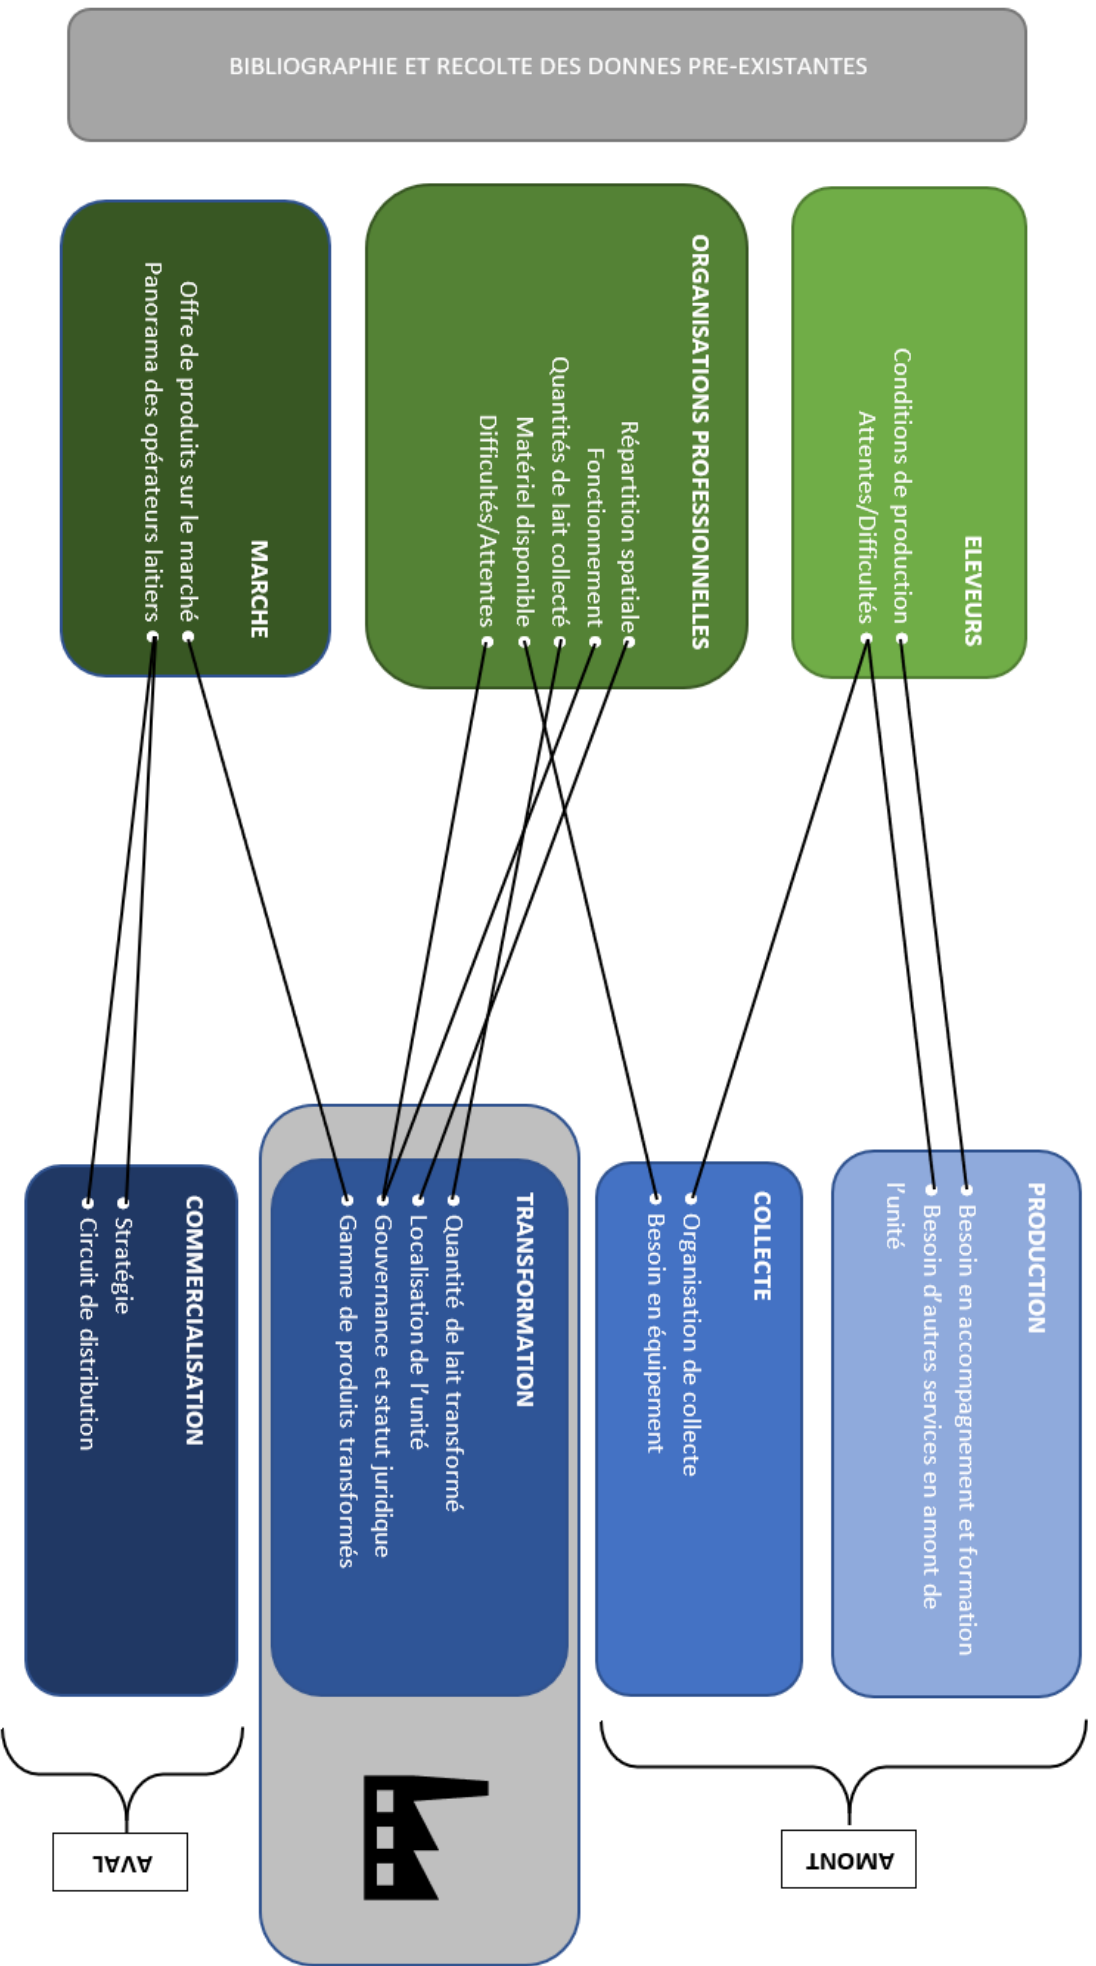 BIBLIOGRAPHIE ET RECOLTE DES DONNES PRE-EXISTANTES
ELEVEURS
Conditions de production
Attentes/Difficultés
ORGANISATIONS PROFESSIONNELLES
Répartition spatiale
Fonctionnement
Quantités de lait collecté
Matériel disponible
Difficultés/Attentes
MARCHE
Offre de produits sur le marché
Panorama des opérateurs laitiers
PRODUCTION
Besoin en accompagnement et formation
Besoin d'autres services en amont de
l'unité
COLLECTE
Organisation de collecte
Besoin en équipement
TRANSFORMATION
Quantité de lait transformé
Localisation de l'unité
Gouvernance et statut juridique
Gamme de produits transformés
COMMERCIALISATION
Stratégie
Circuit de distribution
AMONT
AVAL